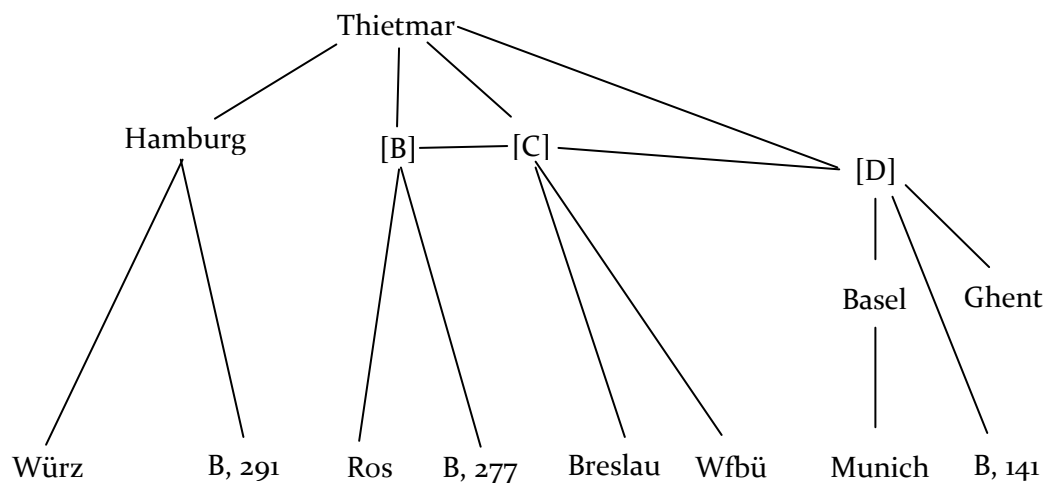 Thietmar
Hamburg [B] [C] [D]
Basel Ghent
Würz B, 291 Ros B, 277 Breslau Wfbü Munich B, 141